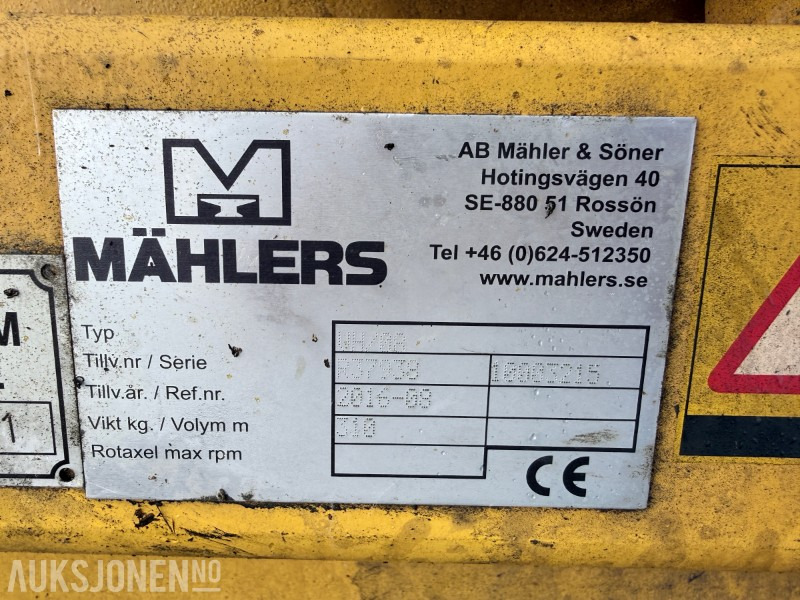 MÄHLERS
AB Mähler & Söner
Hotingsvägen 40
SE-880 51 Rossön
Sweden
Tel +46 (0)624-512350
www.mahlers.se
Typ
Tillv.nr / Serie
Tillv.år. / Ref.nr. 2016-09
Vikt kg. / Volym m 310
Rotaxel max rpm
CE
M
1
AUKSJONEN.NO